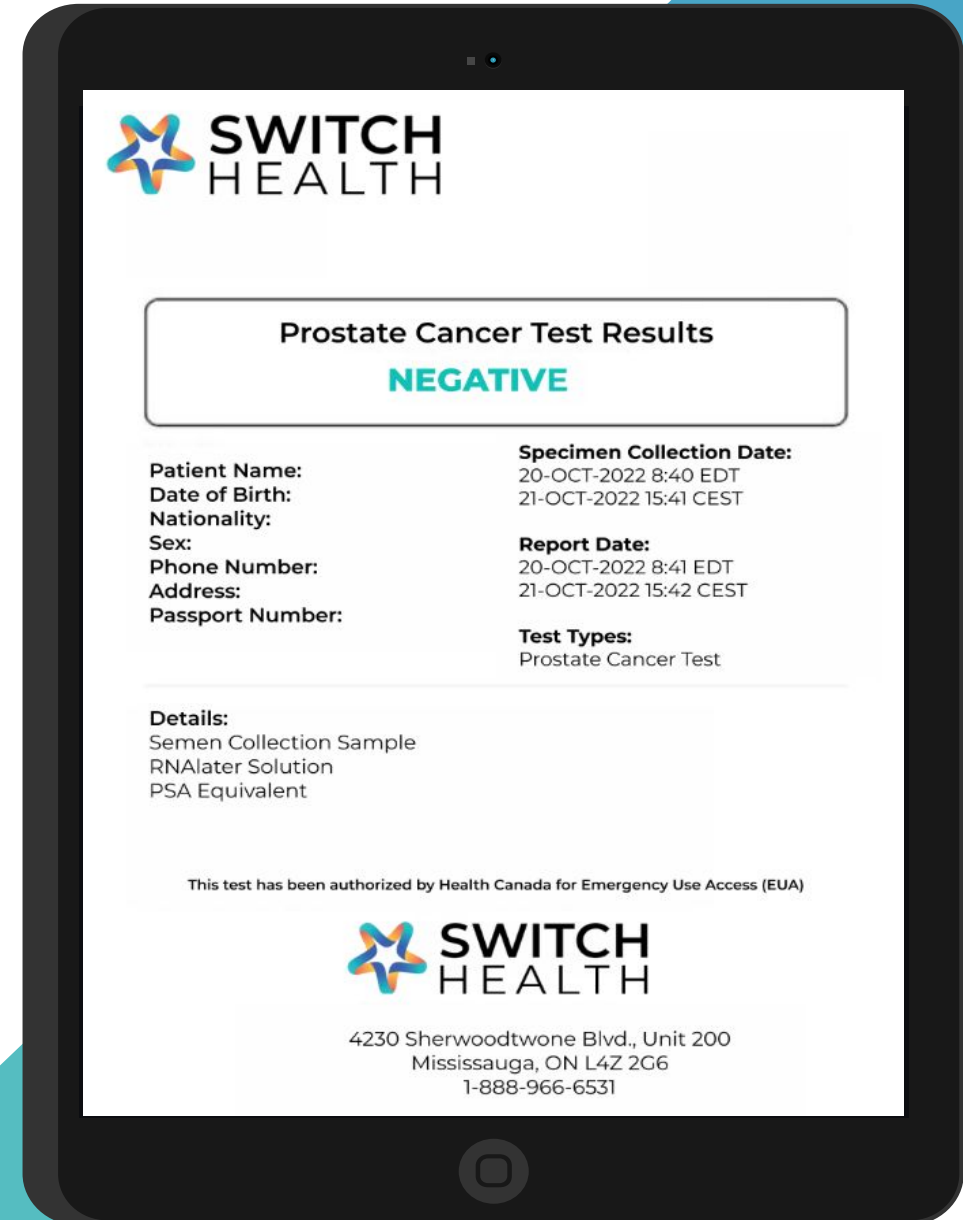 SWITCH
HEALTH
Prostate Cancer Test Results
NEGATIVE
Patient Name:
Date of Birth:
Nationality:
Sex:
Phone Number:
Address:
Passport Number:
Specimen Collection Date:
20-OCT-2022 8:40 EDT
21-OCT-2022 15:41 CEST
Report Date:
20-OCT-2022 8:41 EDT
21-OCT-2022 15:42 CEST
Test Types:
Prostate Cancer Test
Details:
Semen Collection Sample
RNAlater Solution
PSA Equivalent
This test has been authorized by Health Canada for Emergency Use Access (EUA)
SWITCH
HEALTH
4230 Sherwoodtwone Blvd., Unit 200
Mississauga, ON L4Z 2G6
1-888-966-6531